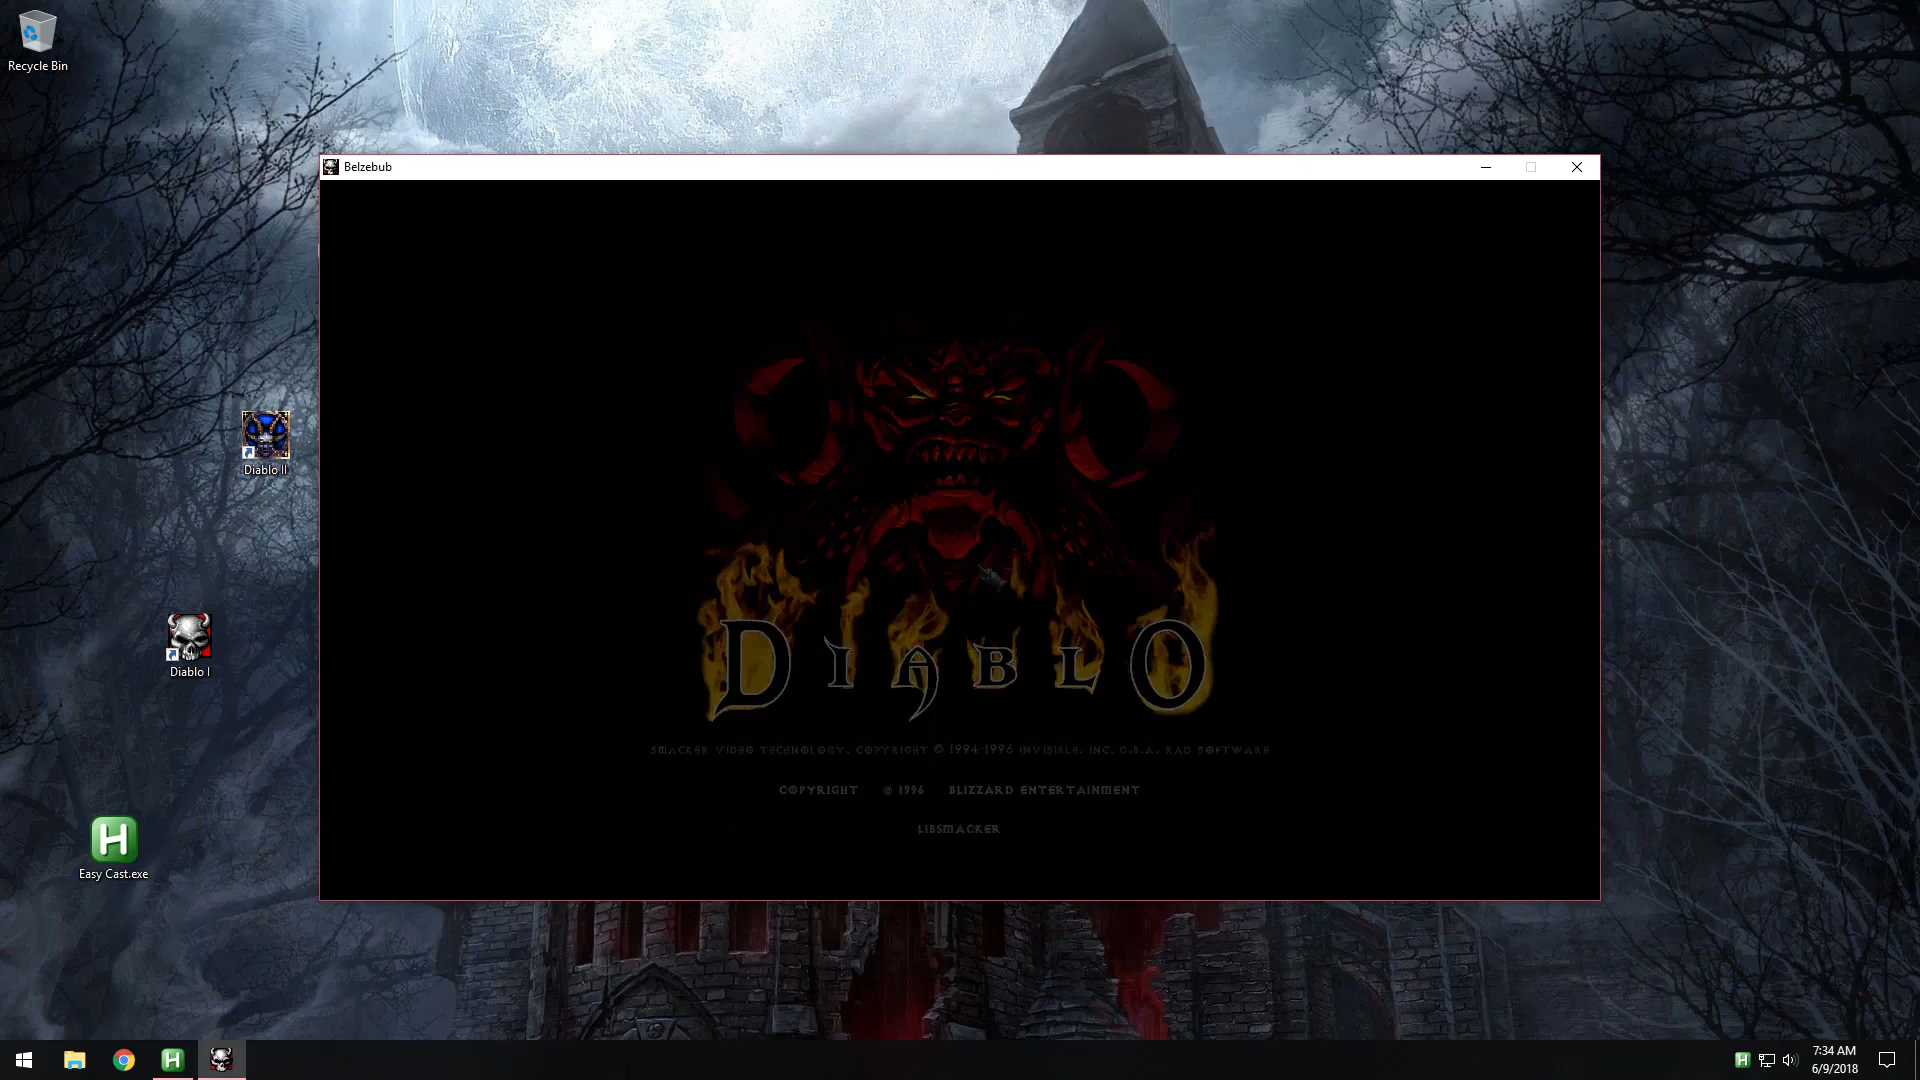 Recycle Bin
Belzebub
Diablo II
Diablo I
Easy Cast.exe
DIABLO
SMACKER VIDEO TECHNOLOGY. COPYRIGHT © 1994-1996 INVISIBLE, INC. D.B.A. RAD SOFTWARE
COPYRIGHT © 1996 BLIZZARD ENTERTAINMENT
LIBSMACKER
7:34 AM
6/9/2018